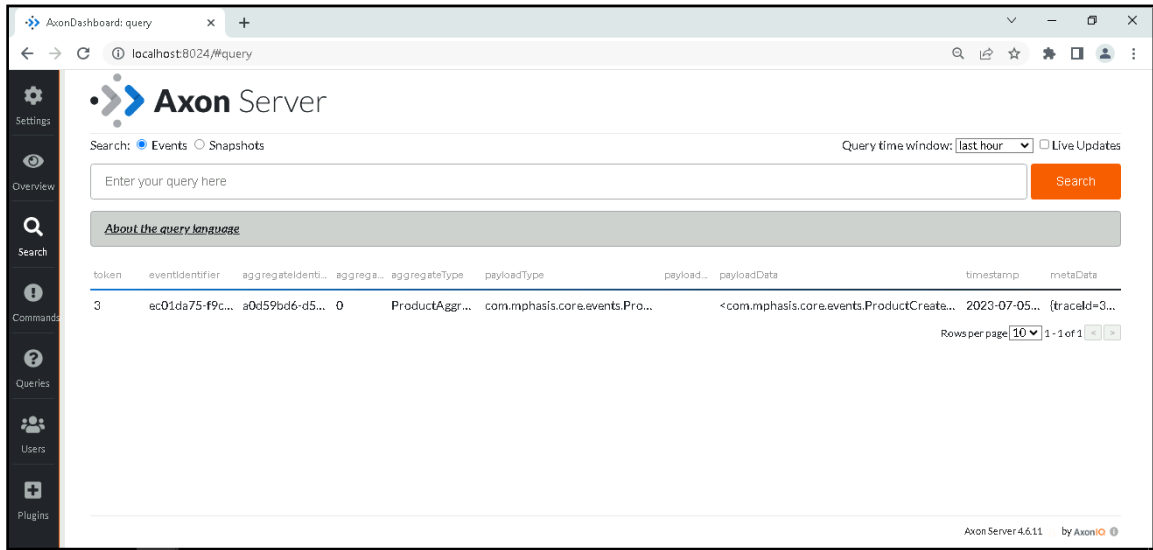 AxonDashboard: query
localhost:8024/#query
Axon Server
Settings
Overview
Search
Commands
Queries
Users
Plugins
Search: Events Snapshots Query time window: last hour Live Updates
Enter your query here Search
About the query language
token eventIdentifier aggregateIdenti... aggrega... aggregateType payloadType payload... payloadData timestamp metaData
3 ec01da75-f9c... a0d59bd6-d5... 0 ProductAggr... com.mphasis.core.events.Pro... <com.mphasis.core.events.ProductCreate... 2023-07-05... {traceId=3...
Rows per page 10 1 - 1 of 1 < >
Axon Server 4.6.11 by AxonIQ